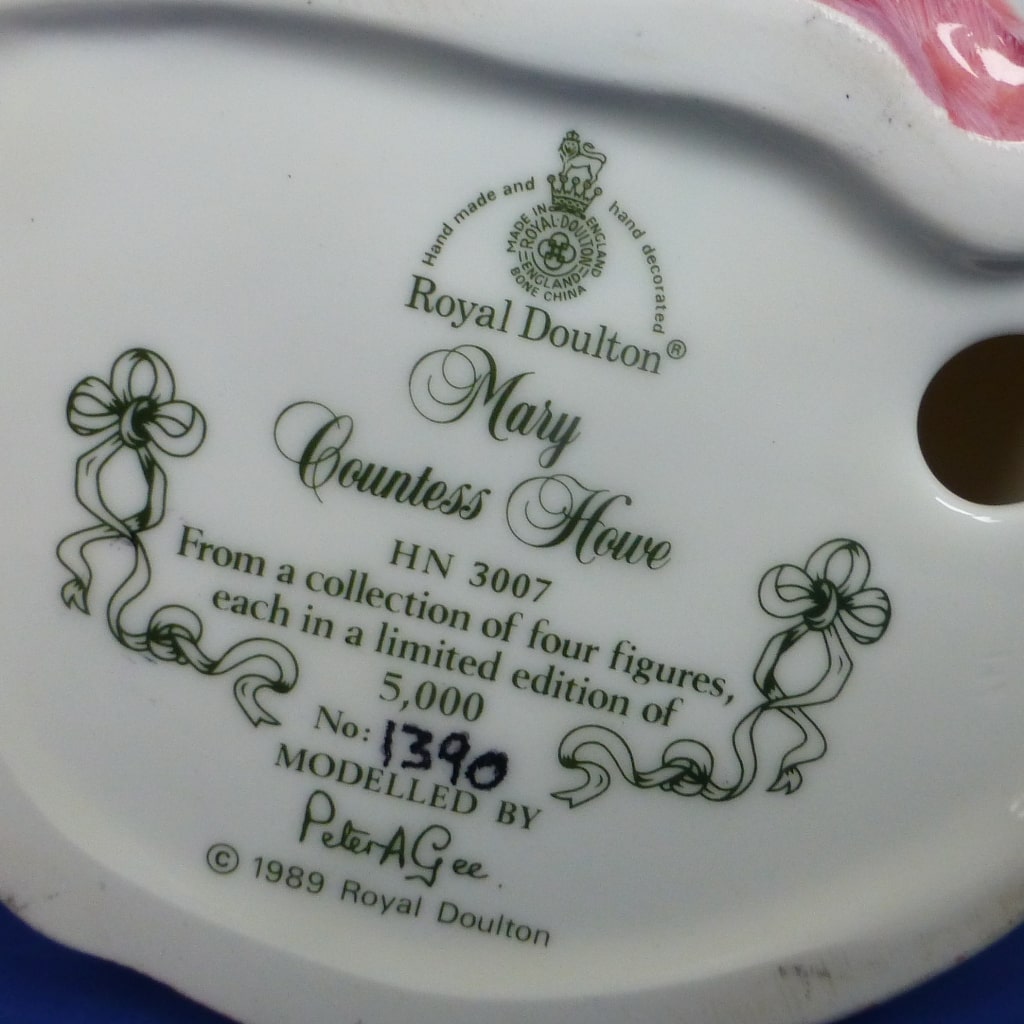 Hand made and hand decorated
MADE IN ENGLAND
ROYAL·DOULTON
ENGLAND
BONE CHINA
Royal Doulton®
Mary
Countess Howe
HN 3007
From a collection of four figures,
each in a limited edition of
5,000
No: 1390
MODELLED BY
Peter A Gee.
© 1989 Royal Doulton